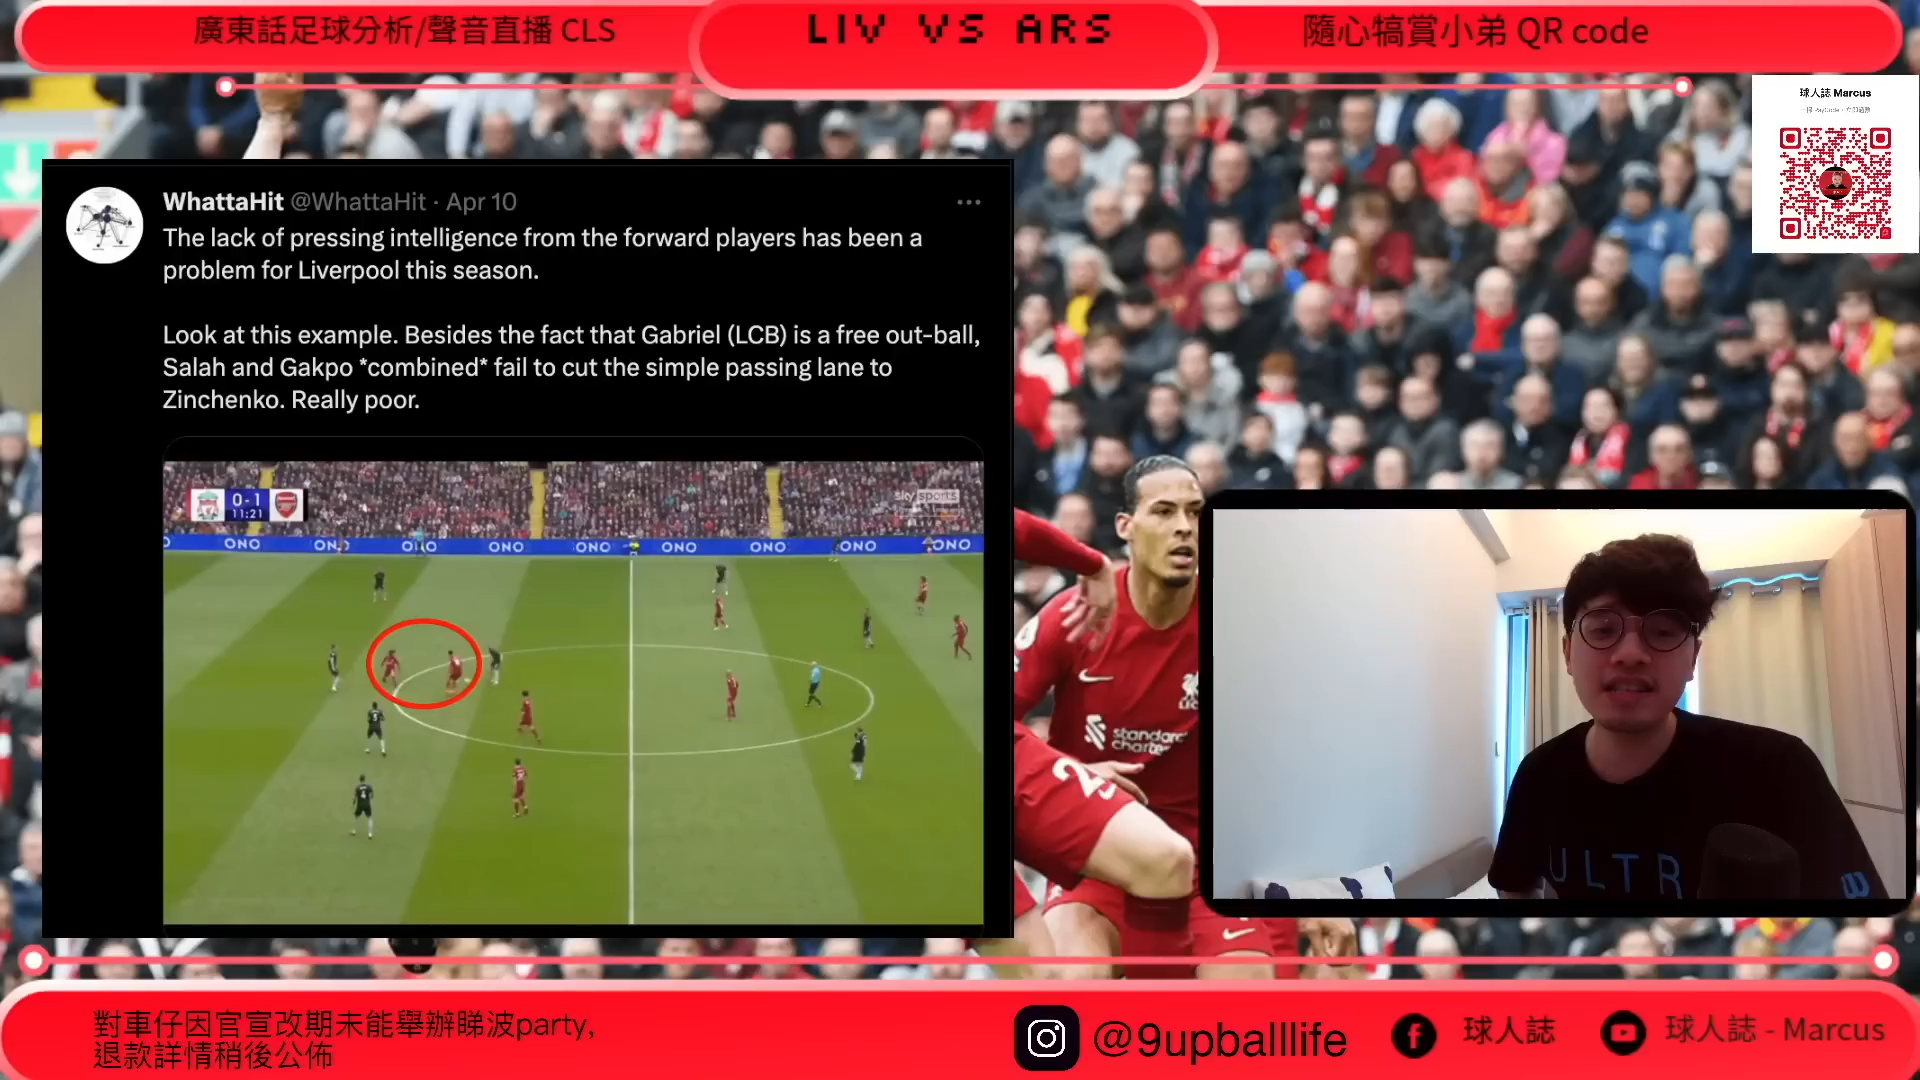 廣東話足球分析/聲音直播 CLS
LIV VS ARS
隨心犒賞小弟 QR code
球人誌 Marcus
WhattaHit @WhattaHit · Apr 10
The lack of pressing intelligence from the forward players has been a
problem for Liverpool this season.
Look at this example. Besides the fact that Gabriel (LCB) is a free out-ball,
Salah and Gakpo *combined* fail to cut the simple passing lane to
Zinchenko. Really poor.
0-1
11:21
sky sports
ONO ONO ONO ONO ONO ONO ONO ONO
standard
charte
2
ULTR
對車仔因官宣改期未能舉辦睇波party,
退款詳情稍後公佈
@9upballlife
球人誌
球人誌 - Marcus